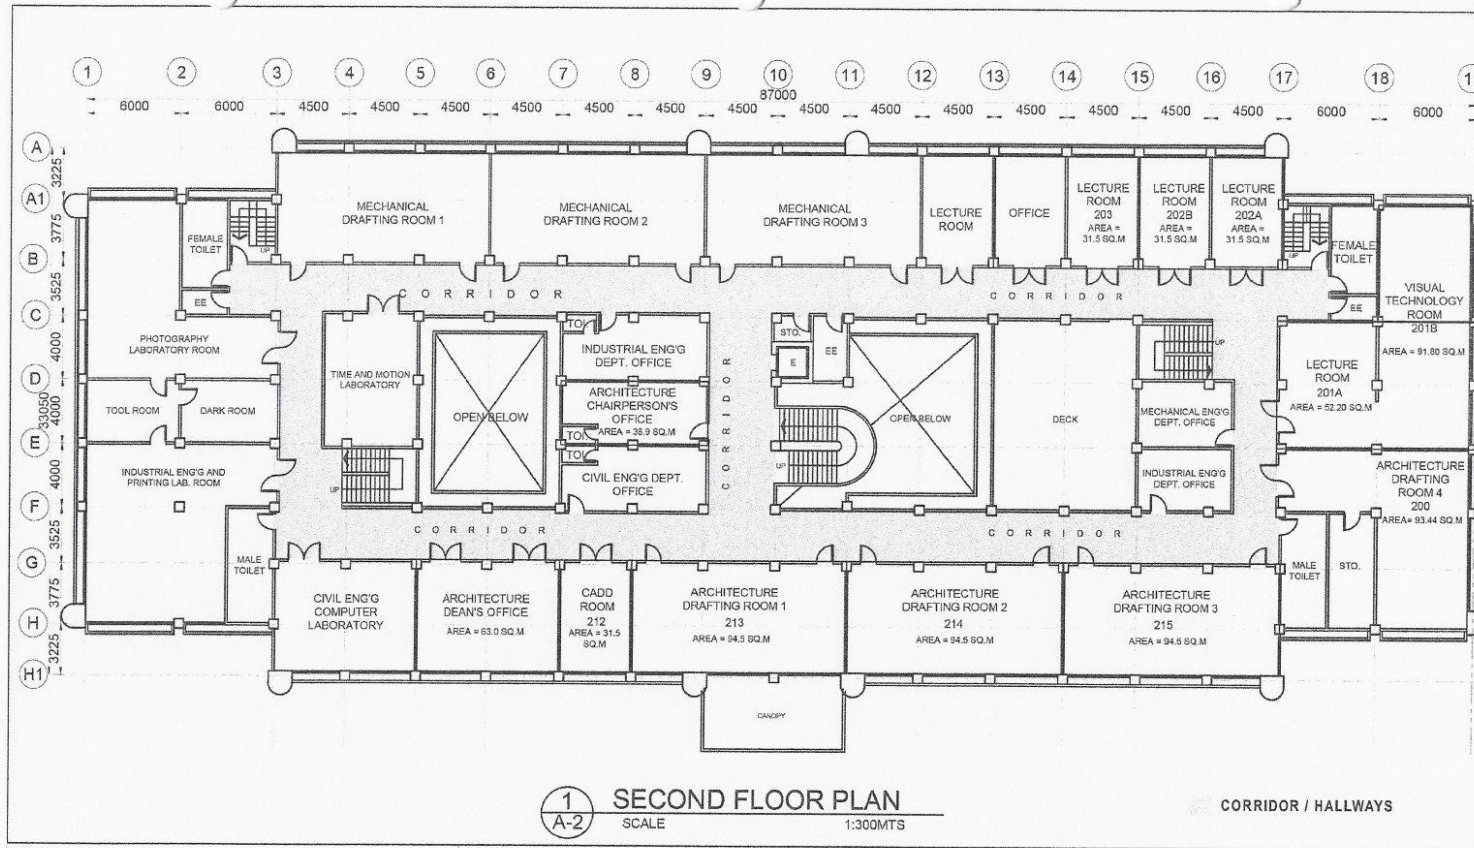 1 2 3 4 5 6 7 8 9 10 11 12 13 14 15 16 17 18
87000
6000 6000 4500 4500 4500 4500 4500 4500 4500 4500 4500 4500 4500 4500 4500 4500 6000 6000
A
3225
A1
3775
B
3525
C
4000
D
33050
4000
E
4000
F
3525
G
3775
H
3225
H1
MECHANICAL
DRAFTING ROOM 1
MECHANICAL
DRAFTING ROOM 2
MECHANICAL
DRAFTING ROOM 3
LECTURE
ROOM
OFFICE
LECTURE
ROOM
203
AREA =
31.5 SQ.M
LECTURE
ROOM
202B
AREA =
31.5 SQ.M
LECTURE
ROOM
202A
AREA =
31.5 SQ.M
FEMALE
TOILET
UP
EE
UP
FEMALE
TOILET
EE
VISUAL
TECHNOLOGY
ROOM
201B
AREA = 91.80 SQ.M
CORRIDOR
CORRIDOR
PHOTOGRAPHY
LABORATORY ROOM
TIME AND MOTION
LABORATORY
TOOL ROOM
DARK ROOM
OPEN BELOW
TOI.
INDUSTRIAL ENG'G
DEPT. OFFICE
ARCHITECTURE
CHAIRPERSON'S
OFFICE
AREA = 38.9 SQ.M
TOI.
TOI.
CIVIL ENG'G DEPT.
OFFICE
CORRIDOR
STO.
E
EE
UP
OPEN BELOW
DECK
UP
MECHANICAL ENG'G
DEPT. OFFICE
INDUSTRIAL ENG'G
DEPT. OFFICE
LECTURE
ROOM
201A
AREA = 52.20 SQ.M
ARCHITECTURE
DRAFTING
ROOM 4
200
AREA= 93.44 SQ.M
INDUSTRIAL ENG'G AND
PRINTING LAB. ROOM
UP
CORRIDOR
CORRIDOR
MALE
TOILET
CIVIL ENG'G
COMPUTER
LABORATORY
ARCHITECTURE
DEAN'S OFFICE
AREA = 63.0 SQ.M
CADD
ROOM
212
AREA = 31.5
SQ.M
ARCHITECTURE
DRAFTING ROOM 1
213
AREA = 94.5 SQ.M
ARCHITECTURE
DRAFTING ROOM 2
214
AREA = 94.5 SQ.M
ARCHITECTURE
DRAFTING ROOM 3
215
AREA = 94.5 SQ.M
MALE
TOILET
STO.
CANOPY
1
A-2
SECOND FLOOR PLAN
SCALE 1:300MTS
CORRIDOR / HALLWAYS